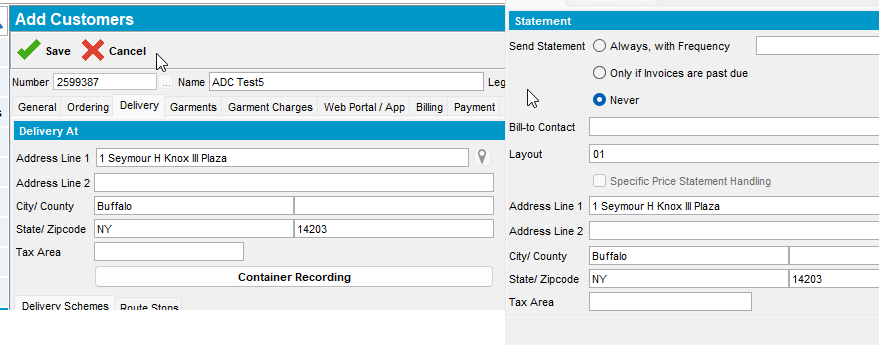 Add Customers
Save Cancel
Number 2599387 ... Name ADC Test5 Leg
General Ordering Delivery Garments Garment Charges Web Portal / App Billing Payment
Delivery At
Address Line 1 1 Seymour H Knox III Plaza
Address Line 2
City/ County Buffalo
State/ Zipcode NY 14203
Tax Area
Container Recording
Delivery Schemes Route Stops
Statement
Send Statement Always, with Frequency
Only if Invoices are past due
Never
Bill-to Contact
Layout 01
Specific Price Statement Handling
Address Line 1 1 Seymour H Knox III Plaza
Address Line 2
City/ County Buffalo
State/ Zipcode NY 14203
Tax Area